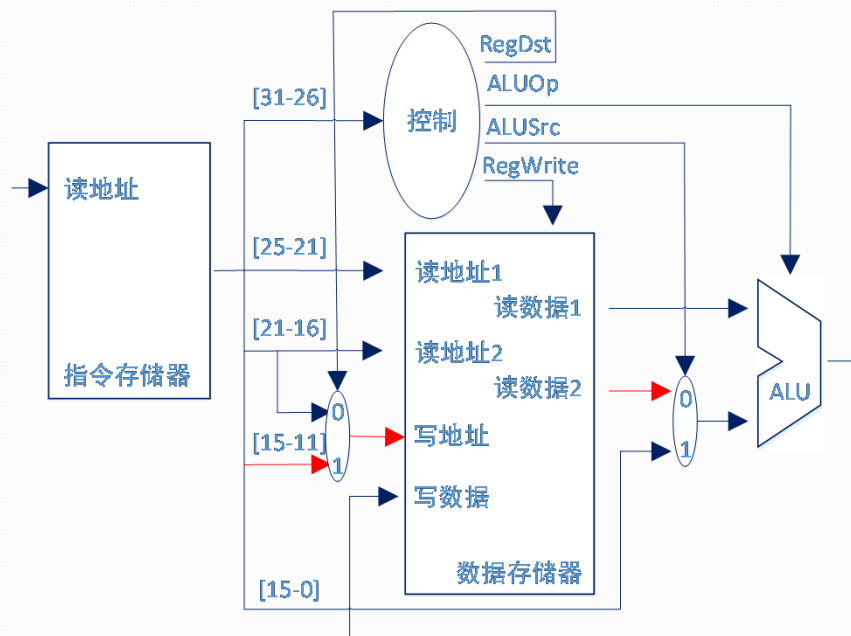 RegDst
ALUOp
[31-26]
控制
ALUSrc
RegWrite
读地址
[25-21]
读地址1
读数据1
[21-16]
读地址2
指令存储器
读数据2
ALU
0
0
[15-11]
写地址
1
1
写数据
数据存储器
[15-0]